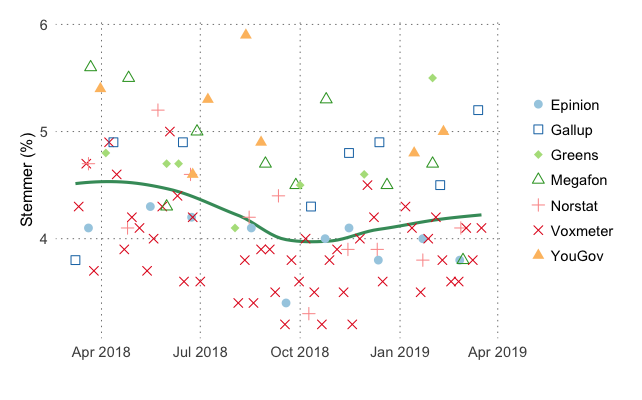 6
5
4
Stemmer (%)
Apr 2018 Jul 2018 Oct 2018 Jan 2019 Apr 2019
Epinion
Gallup
Greens
Megafon
Norstat
Voxmeter
YouGov